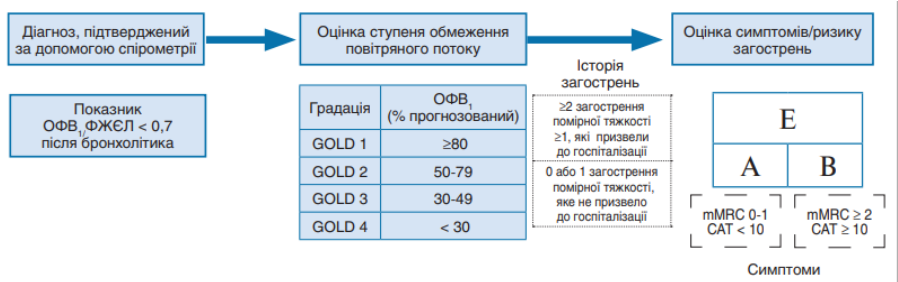 Діагноз, підтверджений
за допомогою спірометрії
Оцінка ступеня обмеження
повітряного потоку
Оцінка симптомів/ризику
загострень
Показник
ОФВ₁/ФЖЄЛ < 0,7
після бронхолітика
Градація
ОФВ₁
(% прогнозований)
GOLD 1
≥80
GOLD 2
50-79
GOLD 3
30-49
GOLD 4
< 30
Історія
загострень
≥2 загострення
помірної тяжкості
≥1, які призвели
до госпіталізації
0 або 1 загострення
помірної тяжкості,
яке не призвело
до госпіталізації
E
A
B
mMRC 0-1
CAT < 10
mMRC ≥ 2
CAT ≥ 10
Симптоми